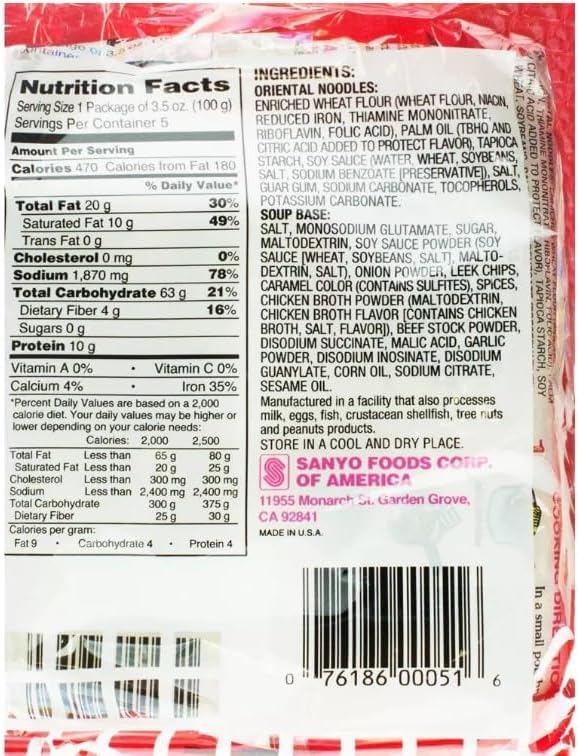 Nutrition Facts
Serving Size 1 Package of 3.5 oz. (100 g)
Servings Per Container 5
Amount Per Serving
Calories 470 Calories from Fat 180
% Daily Value*
Total Fat 20 g 30%
Saturated Fat 10 g 49%
Trans Fat 0 g
Cholesterol 0 mg 0%
Sodium 1,870 mg 78%
Total Carbohydrate 63 g 21%
Dietary Fiber 4 g 16%
Sugars 0 g
Protein 10 g
Vitamin A 0% • Vitamin C 0%
Calcium 4% • Iron 35%
*Percent Daily Values are based on a 2,000
calorie diet. Your daily values may be higher or
lower depending on your calorie needs:
Calories: 2,000 2,500
Total Fat Less than 65 g 80 g
Saturated Fat Less than 20 g 25 g
Cholesterol Less than 300 mg 300 mg
Sodium Less than 2,400 mg 2,400 mg
Total Carbohydrate 300 g 375 g
Dietary Fiber 25 g 30 g
Calories per gram:
Fat 9 • Carbohydrate 4 • Protein 4
INGREDIENTS:
ORIENTAL NOODLES:
ENRICHED WHEAT FLOUR (WHEAT FLOUR, NIACIN,
REDUCED IRON, THIAMINE MONONITRATE,
RIBOFLAVIN, FOLIC ACID), PALM OIL (TBHQ AND
CITRIC ACID ADDED TO PROTECT FLAVOR), TAPIOCA
STARCH, SOY SAUCE (WATER, WHEAT, SOYBEANS,
SALT, SODIUM BENZOATE [PRESERVATIVE]), SALT,
GUAR GUM, SODIUM CARBONATE, TOCOPHEROLS,
POTASSIUM CARBONATE.
SOUP BASE:
SALT, MONOSODIUM GLUTAMATE, SUGAR,
MALTODEXTRIN, SOY SAUCE POWDER (SOY
SAUCE [WHEAT, SOYBEANS, SALT], MALTO-
DEXTRIN, SALT), ONION POWDER, LEEK CHIPS,
CARAMEL COLOR (CONTAINS SULFITES), SPICES,
CHICKEN BROTH POWDER (MALTODEXTRIN,
CHICKEN BROTH FLAVOR [CONTAINS CHICKEN
BROTH, SALT, FLAVOR]), BEEF STOCK POWDER,
DISODIUM SUCCINATE, MALIC ACID, GARLIC
POWDER, DISODIUM INOSINATE, DISODIUM
GUANYLATE, CORN OIL, SODIUM CITRATE,
SESAME OIL.
Manufactured in a facility that also processes
milk, eggs, fish, crustacean shellfish, tree nuts
and peanuts products.
STORE IN A COOL AND DRY PLACE.
SANYO FOODS CORP.
OF AMERICA
11955 Monarch St. Garden Grove,
CA 92841
MADE IN U.S.A.
0 76186 00051 6
TAPIOCA STARCH, SOY
In a small